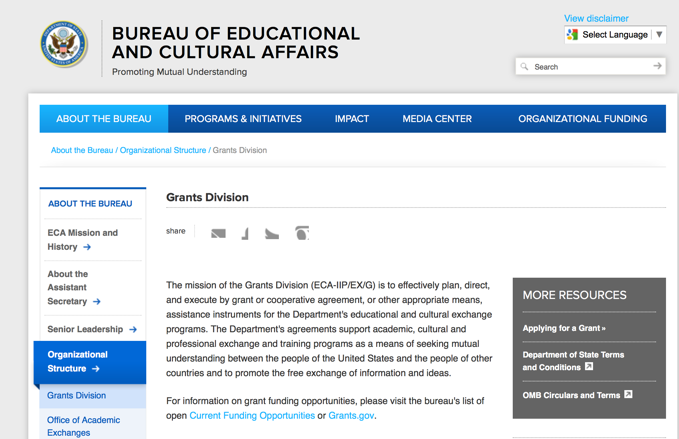 View disclaimer
BUREAU OF EDUCATIONAL
AND CULTURAL AFFAIRS
Promoting Mutual Understanding
Select Language ▼
Search
ABOUT THE BUREAU
PROGRAMS & INITIATIVES
IMPACT
MEDIA CENTER
ORGANIZATIONAL FUNDING
About the Bureau / Organizational Structure / Grants Division
ABOUT THE BUREAU
ECA Mission and
History
About the
Assistant
Secretary
Senior Leadership
Organizational
Structure
Grants Division
Office of Academic
Exchanges
Grants Division
share
The mission of the Grants Division (ECA-IIP/EX/G) is to effectively plan, direct,
and execute by grant or cooperative agreement, or other appropriate means,
assistance instruments for the Department's educational and cultural exchange
programs. The Department's agreements support academic, cultural and
professional exchange and training programs as a means of seeking mutual
understanding between the people of the United States and the people of other
countries and to promote the free exchange of information and ideas.
For information on grant funding opportunities, please visit the bureau's list of
open Current Funding Opportunities or Grants.gov.
MORE RESOURCES
Applying for a Grant »
Department of State Terms
and Conditions
OMB Circulars and Terms